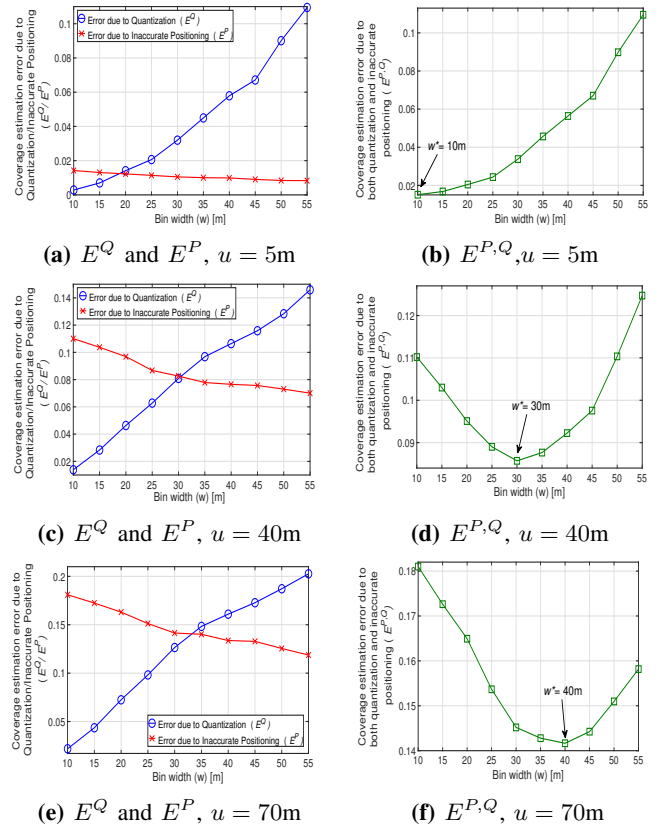 Coverage estimation error due to
Quantization/Inaccurate Positioning
(E^Q/E^P)
0.1
0.08
0.06
0.04
0.02
0
Error due to Quantization (E^Q)
Error due to Inaccurate Positioning (E^P)
10 15 20 25 30 35 40 45 50 55
Bin width (w) [m]
(a) E^Q and E^P, u = 5m
Coverage estimation error due to
both quantization and inaccurate
positioning (E^{P,Q})
0.1
0.08
0.06
0.04
0.02
w*= 10m
10 15 20 25 30 35 40 45 50 55
Bin width (w) [m]
(b) E^{P,Q},u = 5m
Coverage estimation error due to
Quantization/Inaccurate Positioning
(E^Q/E^P)
0.14
0.12
0.1
0.08
0.06
0.04
0.02
Error due to Quantization (E^Q)
Error due to Inaccurate Positioning (E^P)
10 15 20 25 30 35 40 45 50 55
Bin width (w) [m]
(c) E^Q and E^P, u = 40m
Coverage estimation error due to
both quantization and inaccurate
positioning (E^{P,Q})
0.12
0.11
0.1
0.09
w*= 30m
10 15 20 25 30 35 40 45 50 55
Bin width (w) [m]
(d) E^{P,Q}, u = 40m
Coverage estimation error due to
Quantization/Inaccurate Positioning
(E^Q/E^P)
0.2
0.15
0.1
0.05
Error due to Quantization (E^Q)
Error due to Inaccurate Positioning (E^P)
10 15 20 25 30 35 40 45 50 55
Bin width (w) [m]
(e) E^Q and E^P, u = 70m
Coverage estimation error due to
both quantization and inaccurate
positioning (E^{P,Q})
0.18
0.17
0.16
0.15
0.14
w*= 40m
10 15 20 25 30 35 40 45 50 55
Bin width (w) [m]
(f) E^{P,Q}, u = 70m